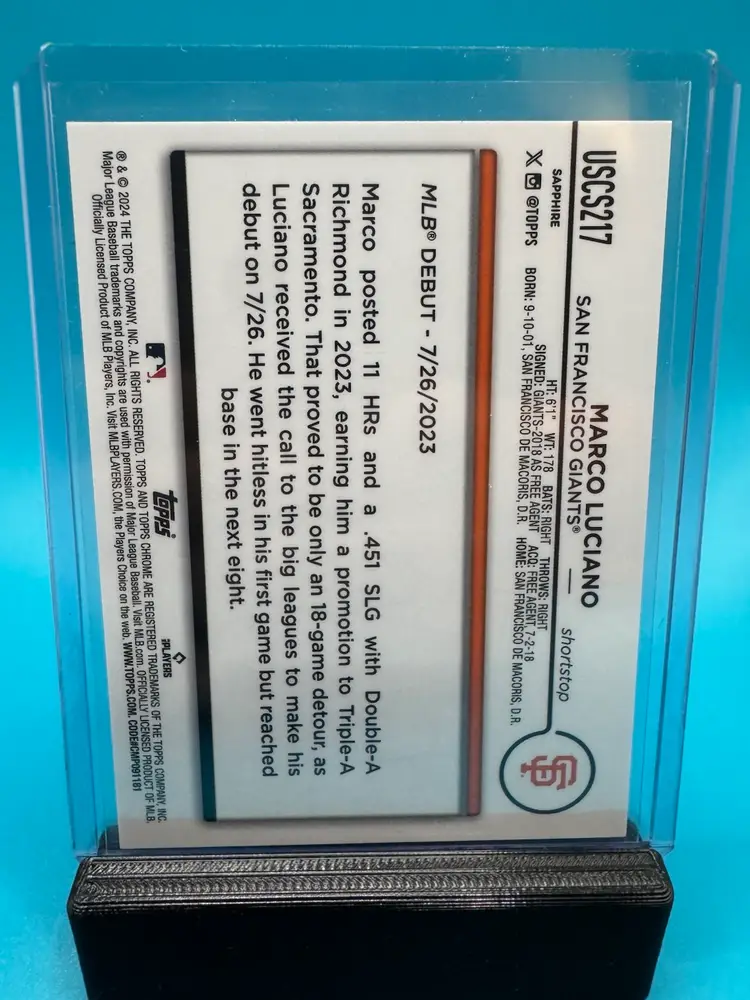 USCS217
SAPPHIRE
X @TOPPS
MARCO LUCIANO
SAN FRANCISCO GIANTS® — shortstop
HT: 6'1" WT: 178 BATS: RIGHT THROWS: RIGHT
SIGNED: GIANTS-2018 AS FREE AGENT ACQ: FREE AGENT, 7-2-18
BORN: 9-10-01, SAN FRANCISCO DE MACORIS, D.R. HOME: SAN FRANCISCO DE MACORIS, D.R.
SF
MLB® DEBUT - 7/26/2023
Marco posted 11 HRs and a .451 SLG with Double-A
Richmond in 2023, earning him a promotion to Triple-A
Sacramento. That proved to be only an 18-game detour, as
Luciano received the call to the big leagues to make his
debut on 7/26. He went hitless in his first game but reached
base in the next eight.
topps
PLAYERS
® & © 2024 THE TOPPS COMPANY, INC. ALL RIGHTS RESERVED. TOPPS AND TOPPS CHROME ARE REGISTERED TRADEMARKS OF THE TOPPS COMPANY, INC.
Major League Baseball trademarks and copyrights are used with permission of Major League Baseball. Visit MLB.com. OFFICIALLY LICENSED PRODUCT OF MLB.
Officially Licensed Product of MLB Players, Inc. Visit MLBPLAYERS.COM, the Players Choice on the web. WWW.TOPPS.COM. CODE#CMP091181